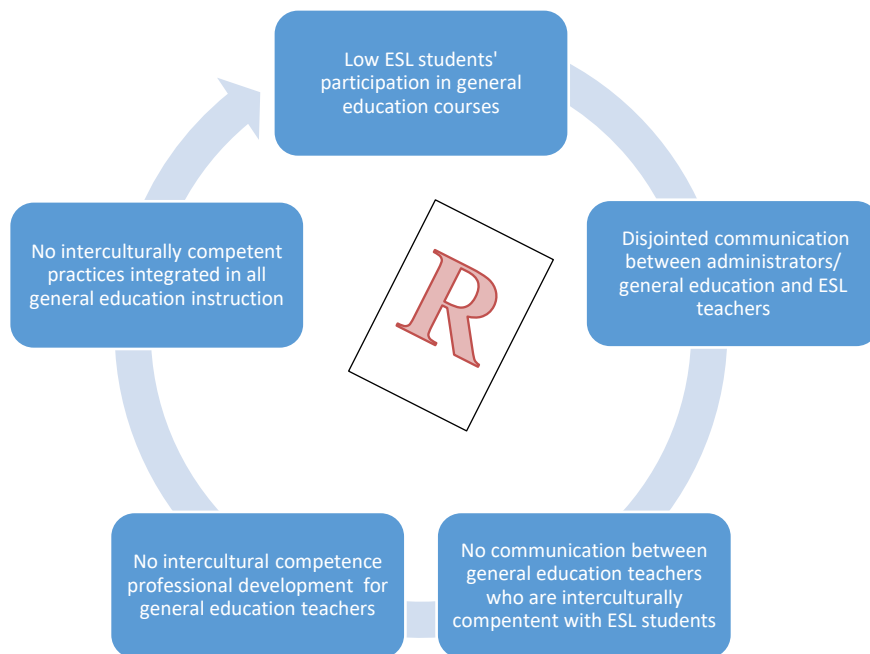 Low ESL students'
participation in general
education courses
Disjointed communication
between administrators/
general education and ESL
teachers
No communication between
general education teachers
who are interculturally
compentent with ESL students
No intercultural competence
professional development for
general education teachers
No interculturally competent
practices integrated in all
general education instruction
R